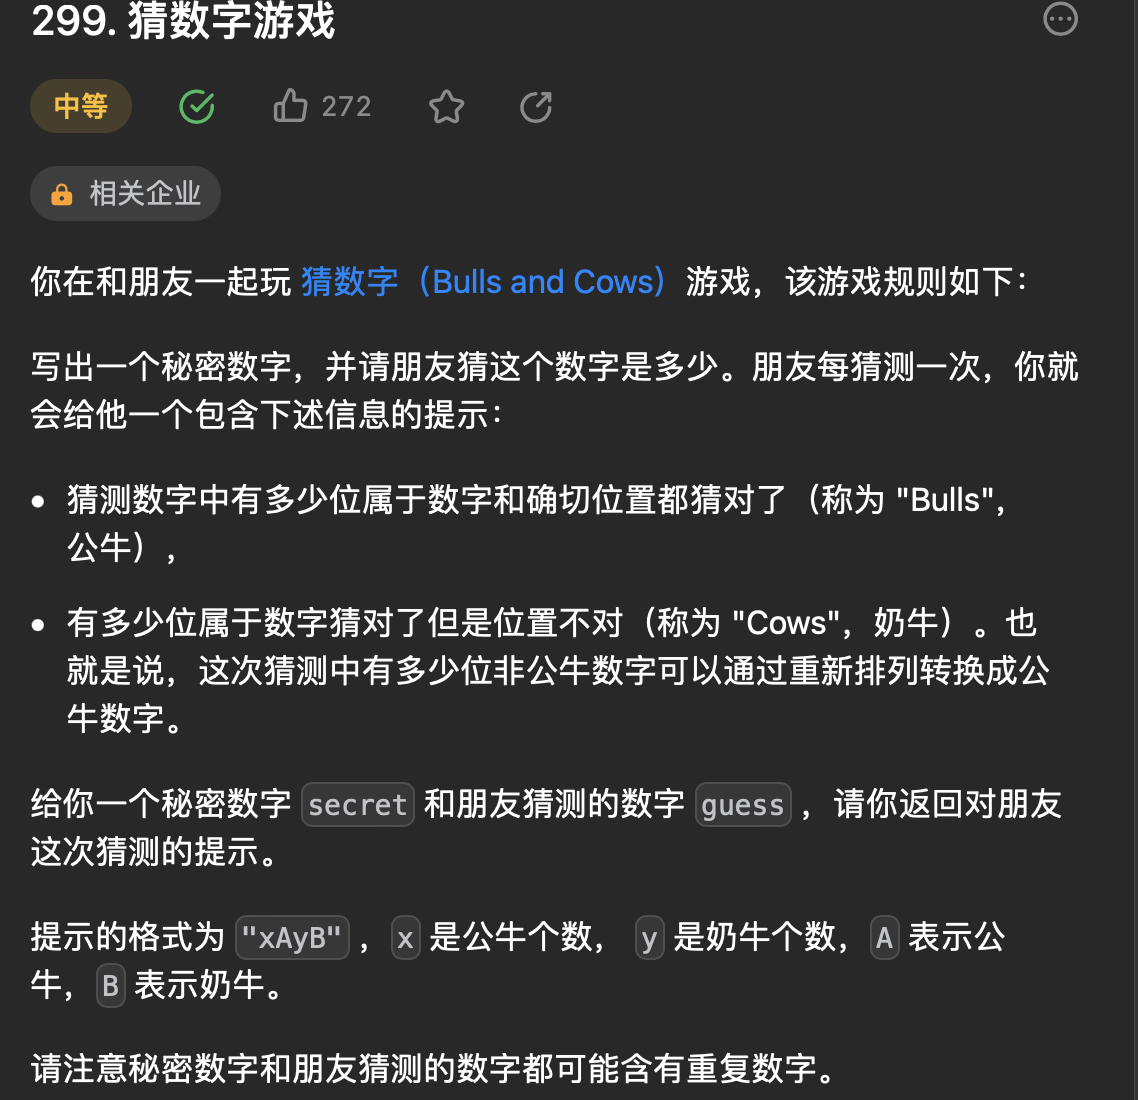 299. 猜数字游戏
中等
272
相关企业
你在和朋友一起玩 猜数字（Bulls and Cows）游戏，该游戏规则如下：
写出一个秘密数字，并请朋友猜这个数字是多少。朋友每猜测一次，你就
会给他一个包含下述信息的提示：
• 猜测数字中有多少位属于数字和确切位置都猜对了（称为 "Bulls"，
公牛），
• 有多少位属于数字猜对了但是位置不对（称为 "Cows"，奶牛）。也
就是说，这次猜测中有多少位非公牛数字可以通过重新排列转换成公
牛数字。
给你一个秘密数字 secret 和朋友猜测的数字 guess ，请你返回对朋友
这次猜测的提示。
提示的格式为 "xAyB" ，x 是公牛个数， y 是奶牛个数，A 表示公
牛，B 表示奶牛。
请注意秘密数字和朋友猜测的数字都可能含有重复数字。